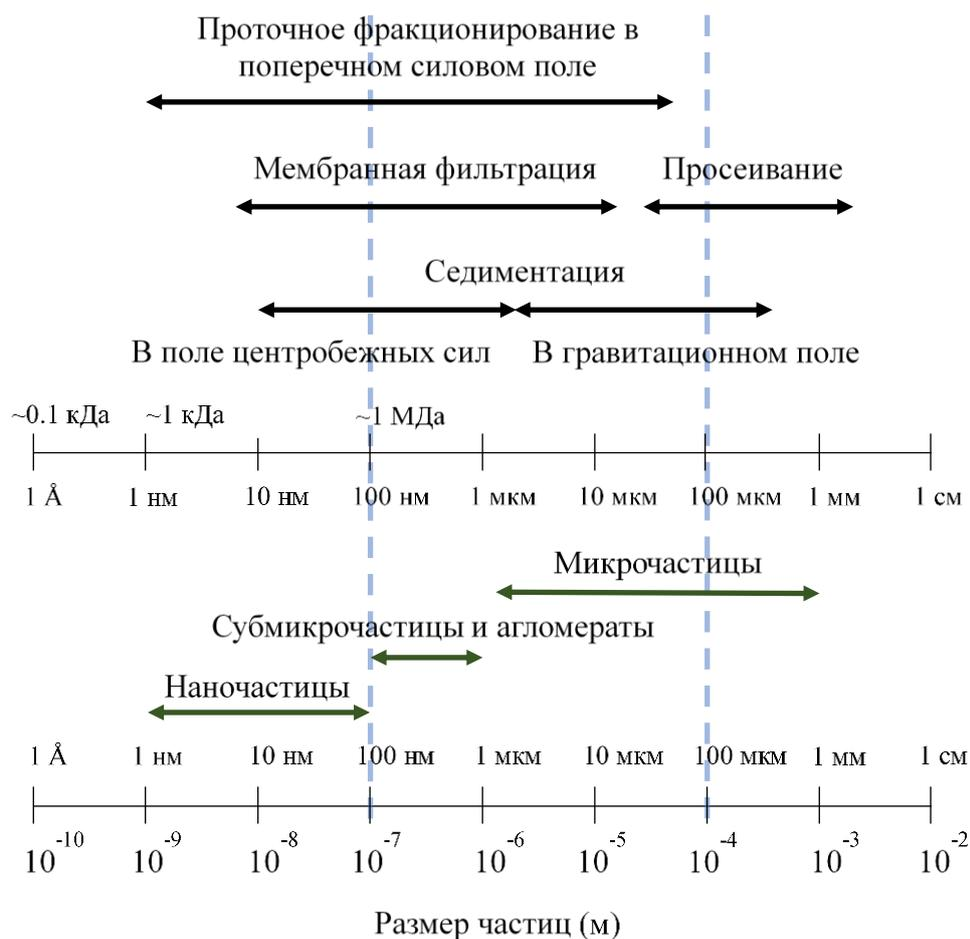 Проточное фракционирование в
поперечном силовом поле
Мембранная фильтрация Просеивание
Седиментация
В поле центробежных сил В гравитационном поле
~0.1 кДа ~1 кДа ~1 МДа
1 Å 1 нм 10 нм 100 нм 1 мкм 10 мкм 100 мкм 1 мм 1 см
Микрочастицы
Субмикрочастицы и агломераты
Наночастицы
1 Å 1 нм 10 нм 100 нм 1 мкм 10 мкм 100 мкм 1 мм 1 см
10⁻¹⁰ 10⁻⁹ 10⁻⁸ 10⁻⁷ 10⁻⁶ 10⁻⁵ 10⁻⁴ 10⁻³ 10⁻²
Размер частиц (м)